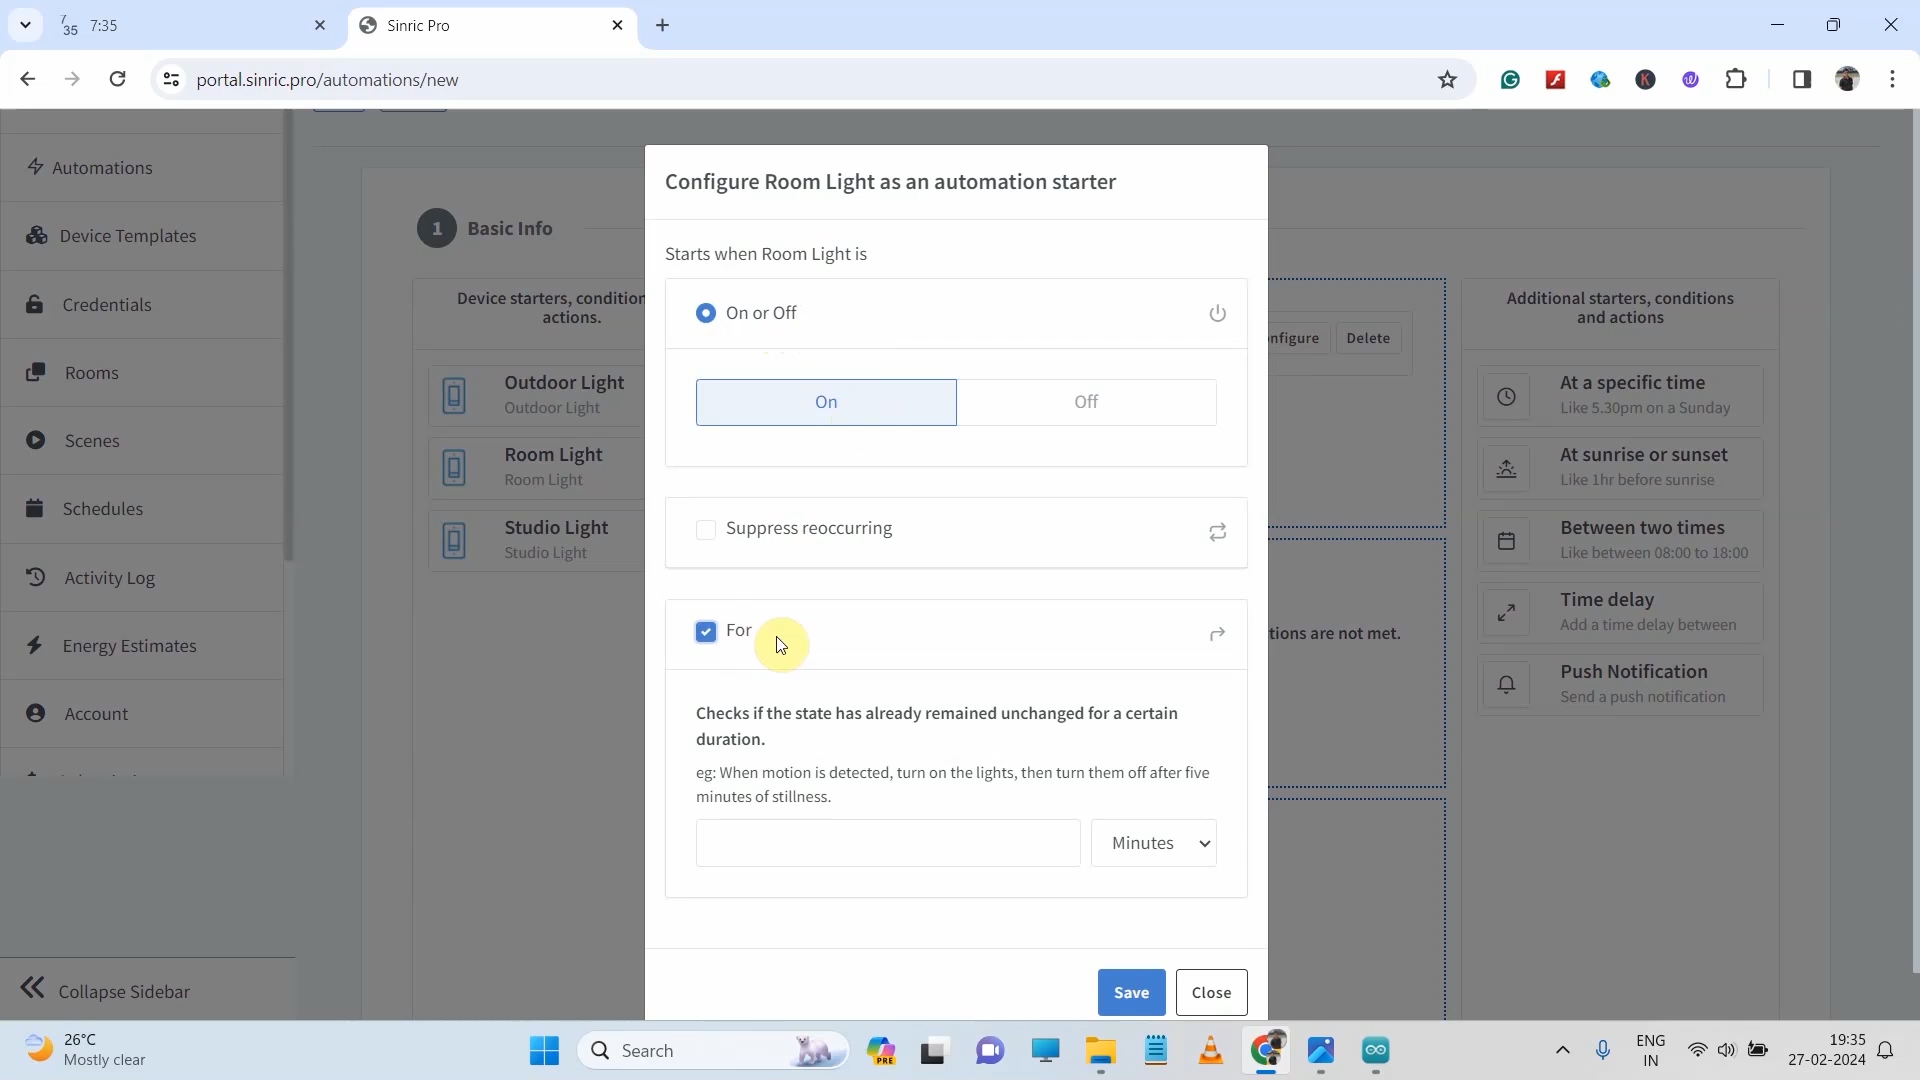 7
35
7:35
Sinric Pro
portal.sinric.pro/automations/new
Automations
Device Templates
Credentials
Rooms
Scenes
Schedules
Activity Log
Energy Estimates
Account
Collapse Sidebar
1
Basic Info
Device starters, condition
actions.
Outdoor Light
Outdoor Light
Room Light
Room Light
Studio Light
Studio Light
Configure Room Light as an automation starter
Starts when Room Light is
On or Off
On
Off
Suppress reoccurring
For
Checks if the state has already remained unchanged for a certain
duration.
eg: When motion is detected, turn on the lights, then turn them off after five
minutes of stillness.
Minutes
Save
Close
nfigure
Delete
tions are not met.
Additional starters, conditions
and actions
At a specific time
Like 5.30pm on a Sunday
At sunrise or sunset
Like 1hr before sunrise
Between two times
Like between 08:00 to 18:00
Time delay
Add a time delay between
Push Notification
Send a push notification
26°C
Mostly clear
Search
PRE
ENG
IN
19:35
27-02-2024